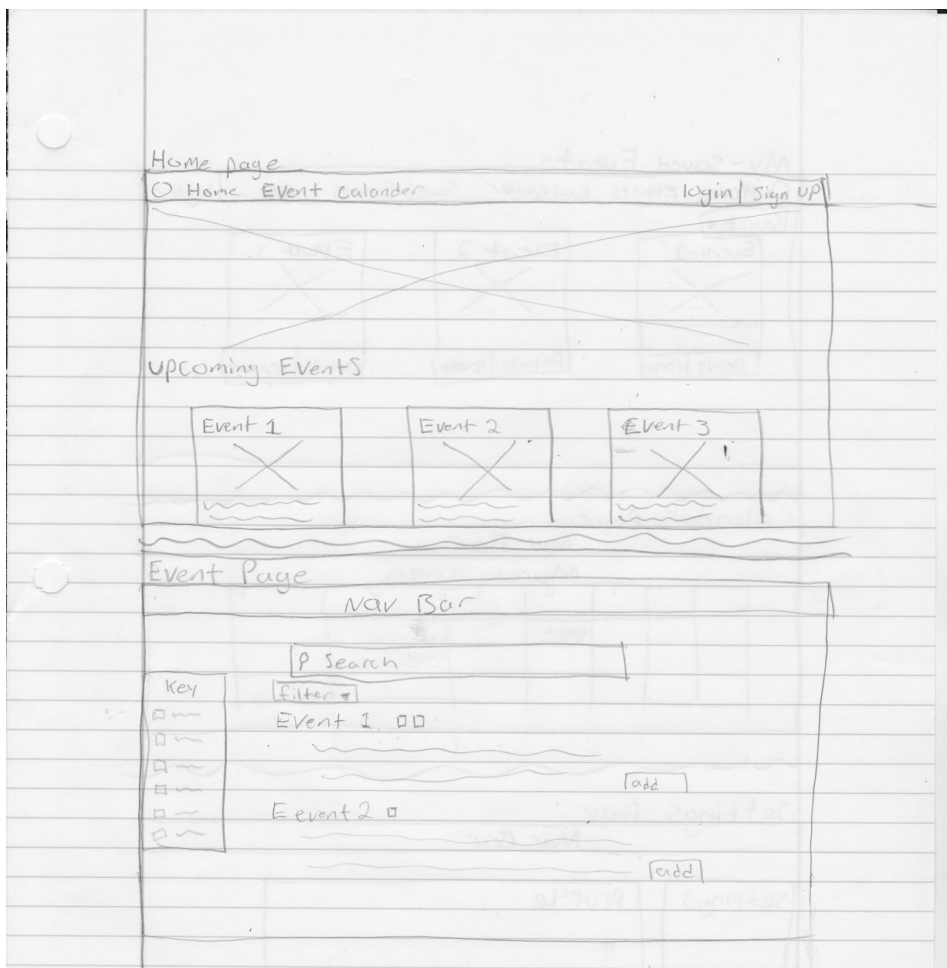 Home page
Home Event Calander login | Sign UP
UPcoming EVents
Event 1 Event 2 Event 3
Event Page
Nav Bar
Search
Key
filter
Event 1
add
Eevent 2
add